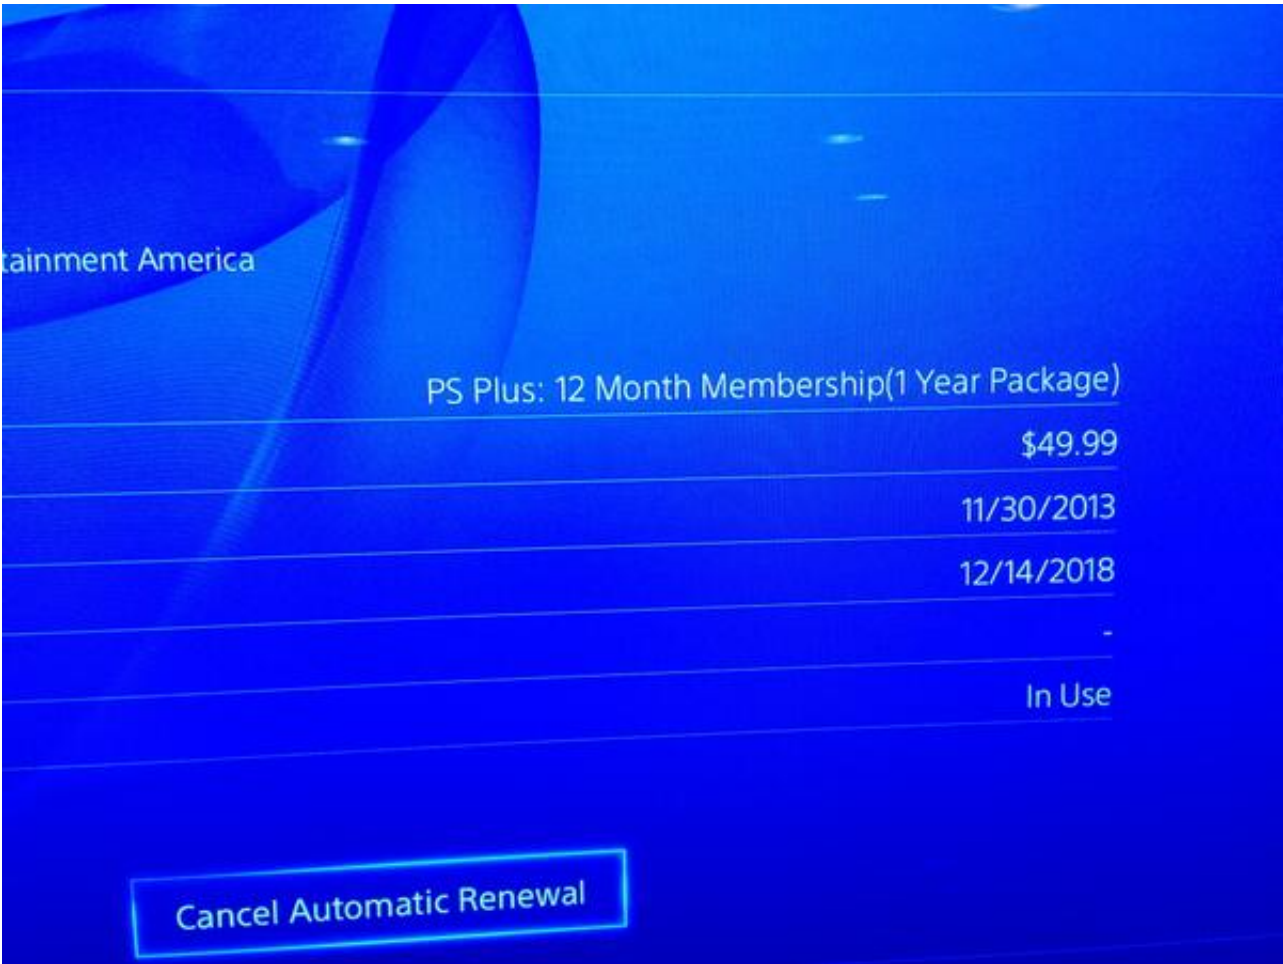 tainment America
PS Plus: 12 Month Membership(1 Year Package)
$49.99
11/30/2013
12/14/2018
-
In Use
Cancel Automatic Renewal